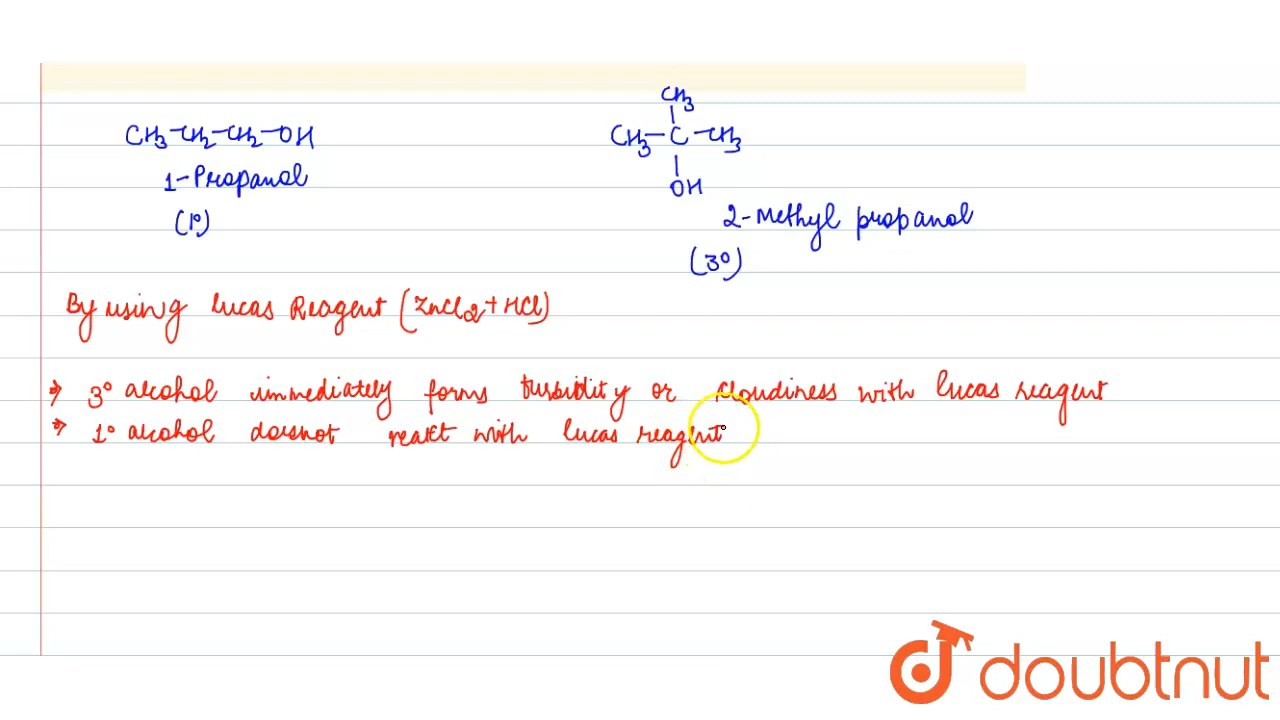 CH3-CH2-CH2-OH
1-Propanol
(1°)
CH3
CH3-C-CH3
OH
2-Methyl propanol
(3°)
By using Lucas Reagent (ZnCl2+HCl)
⇒ 3° alcohol immediately forms turbidity or cloudiness with Lucas reagent
⇒ 1° alcohol doesnot react with lucas reagent
doubtnut